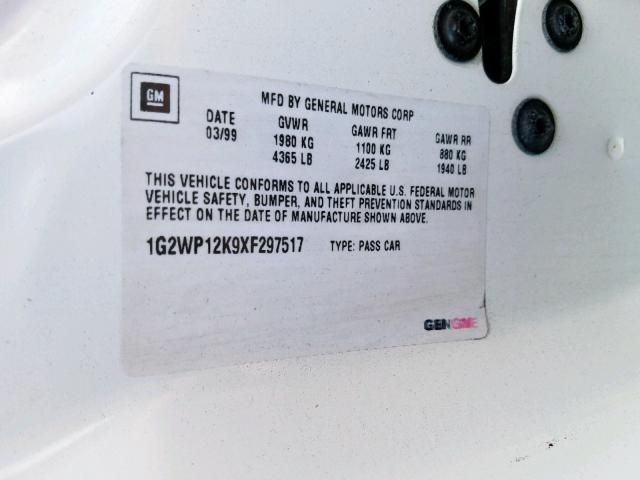 GM
MFD BY GENERAL MOTORS CORP
DATE GVWR GAWR FRT GAWR RR
03/99 1980 KG 1100 KG 880 KG
4365 LB 2425 LB 1940 LB
THIS VEHICLE CONFORMS TO ALL APPLICABLE U.S. FEDERAL MOTOR
VEHICLE SAFETY, BUMPER, AND THEFT PREVENTION STANDARDS IN
EFFECT ON THE DATE OF MANUFACTURE SHOWN ABOVE.
1G2WP12K9XF297517 TYPE: PASS CAR